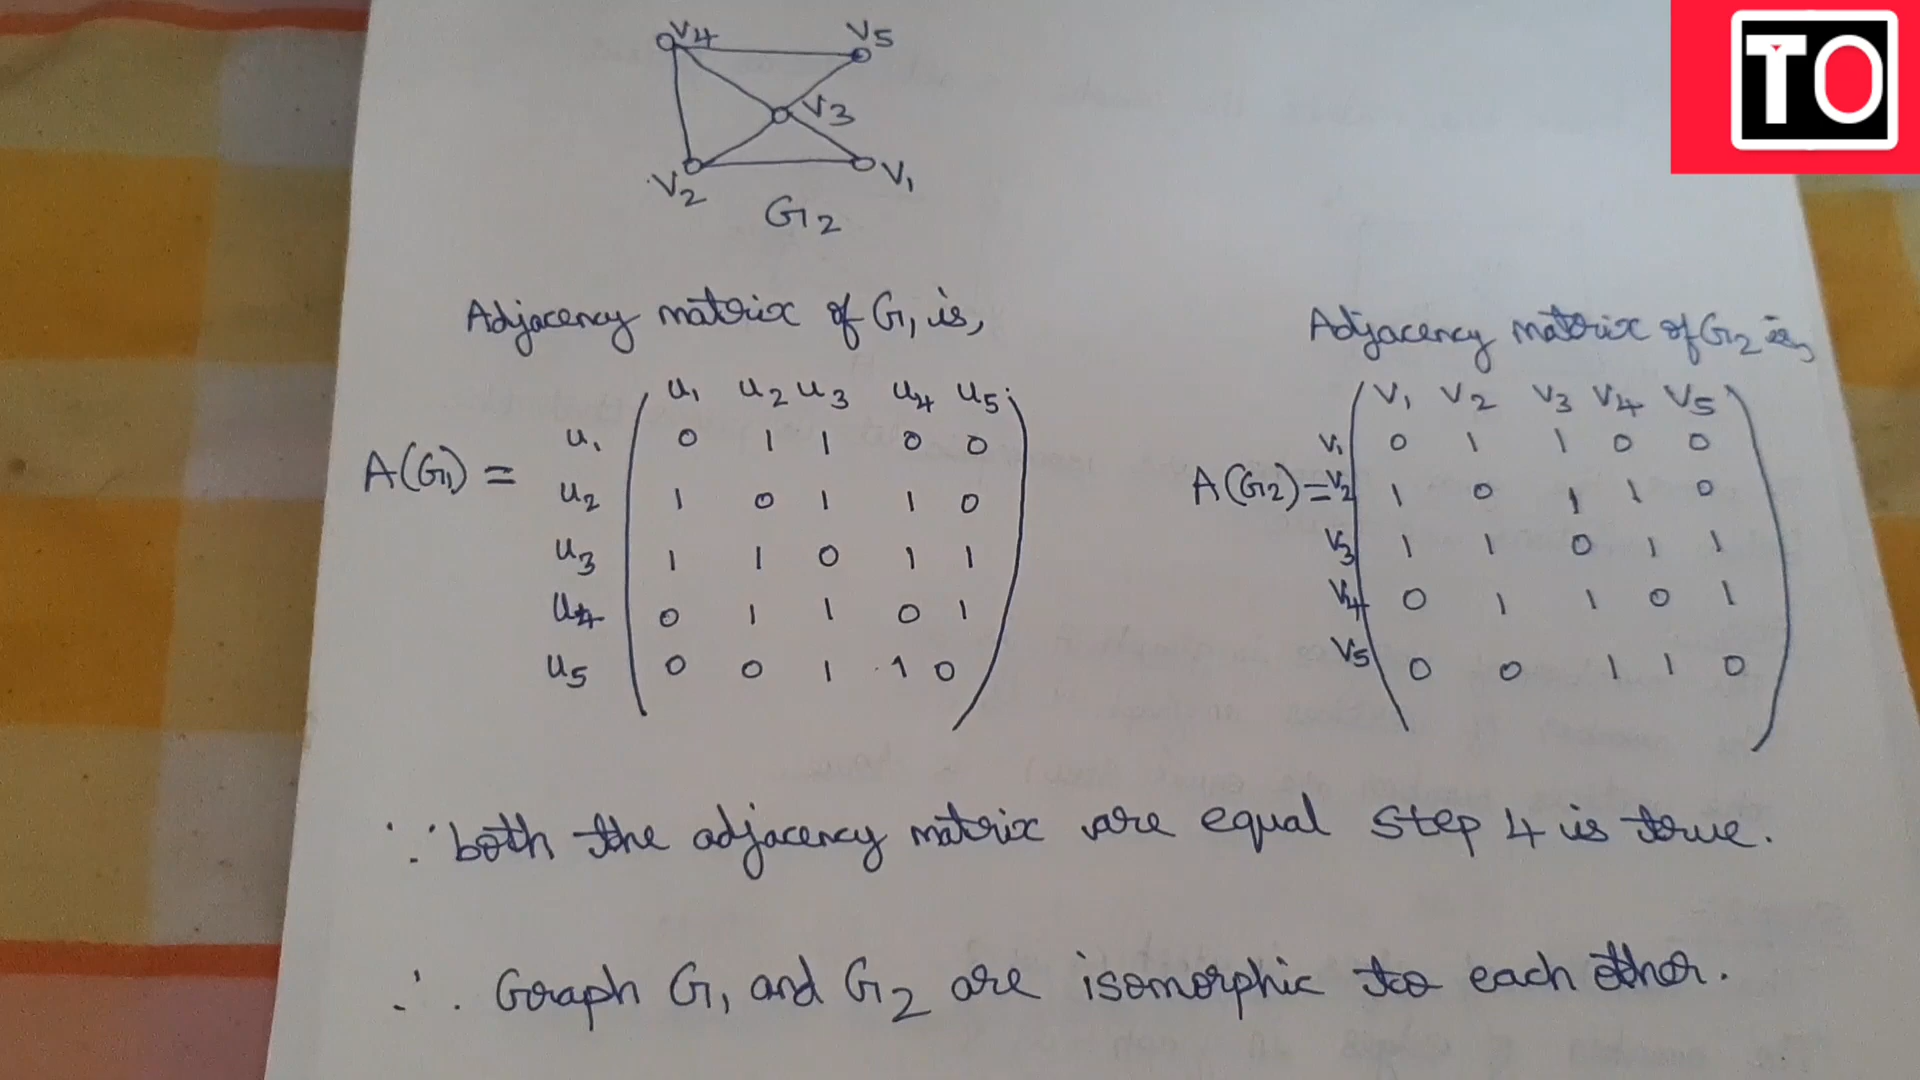 TO
V4 V5
V3
V2 V1
G2
Adjacency matrix of G1 is,
u1 u2 u3 u4 u5
u1 0 1 1 0 0
A(G1) =
u2 1 0 1 1 0
u3 1 1 0 1 1
u4 0 1 1 0 1
u5 0 0 1 1 0
Adjacency matrix of G2 is,
V1 V2 V3 V4 V5
V1 0 1 1 0 0
A(G2) = V2 1 0 1 1 0
V3 1 1 0 1 1
V4 0 1 1 0 1
V5 0 0 1 1 0
∵ both the adjacency matrix are equal step 4 is true.
∴ Graph G1 and G2 are isomorphic to each other.